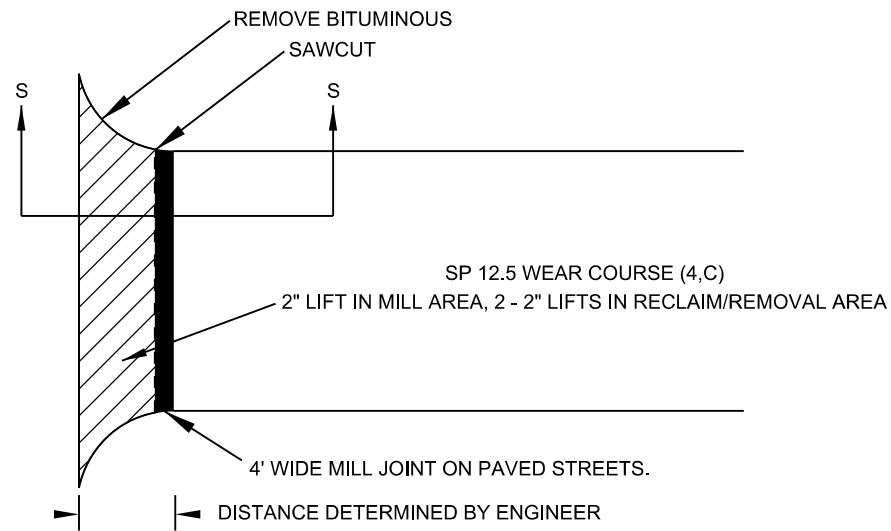 REMOVE BITUMINOUS
SAWCUT
S
S
SP 12.5 WEAR COURSE (4,C)
2" LIFT IN MILL AREA, 2 - 2" LIFTS IN RECLAIM/REMOVAL AREA
4' WIDE MILL JOINT ON PAVED STREETS.
DISTANCE DETERMINED BY ENGINEER